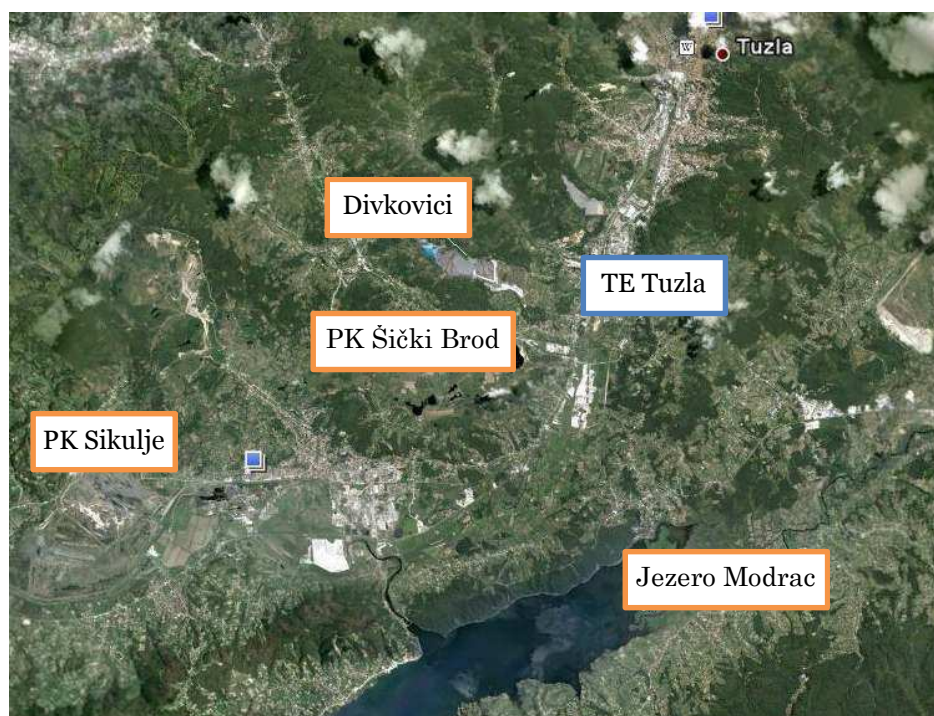 W
Tuzla
Divkovici
TE Tuzla
PK Šički Brod
PK Sikulje
Jezero Modrac